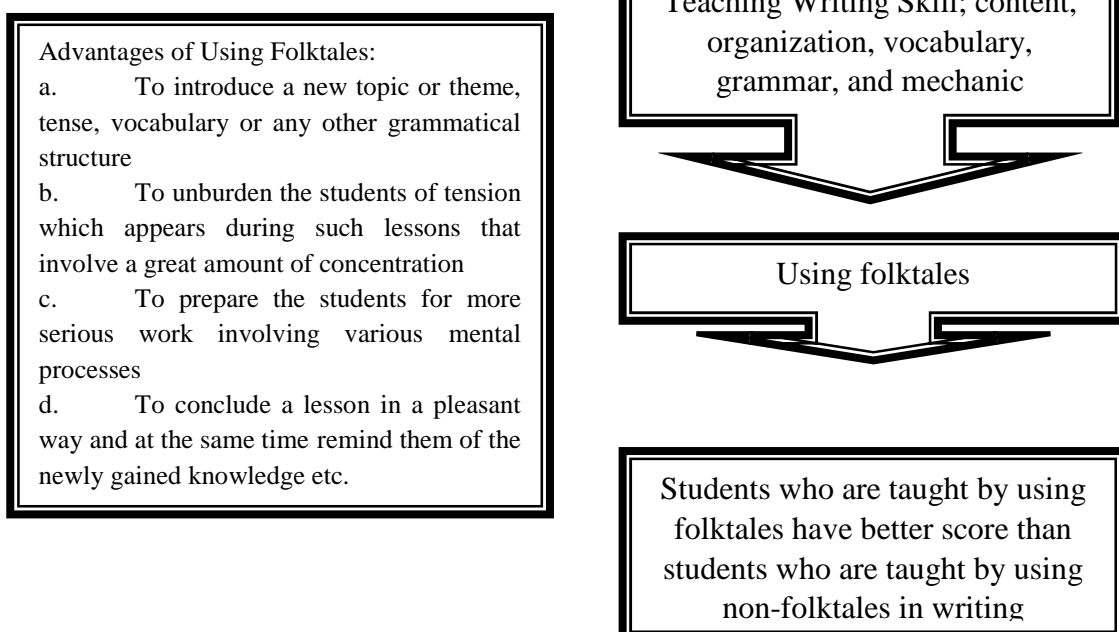 Advantages of Using Folktales:
a. To introduce a new topic or theme,
tense, vocabulary or any other grammatical
structure
b. To unburden the students of tension
which appears during such lessons that
involve a great amount of concentration
c. To prepare the students for more
serious work involving various mental
processes
d. To conclude a lesson in a pleasant
way and at the same time remind them of the
newly gained knowledge etc.
Teaching Writing Skill; content,
organization, vocabulary,
grammar, and mechanic
Using folktales
Students who are taught by using
folktales have better score than
students who are taught by using
non-folktales in writing